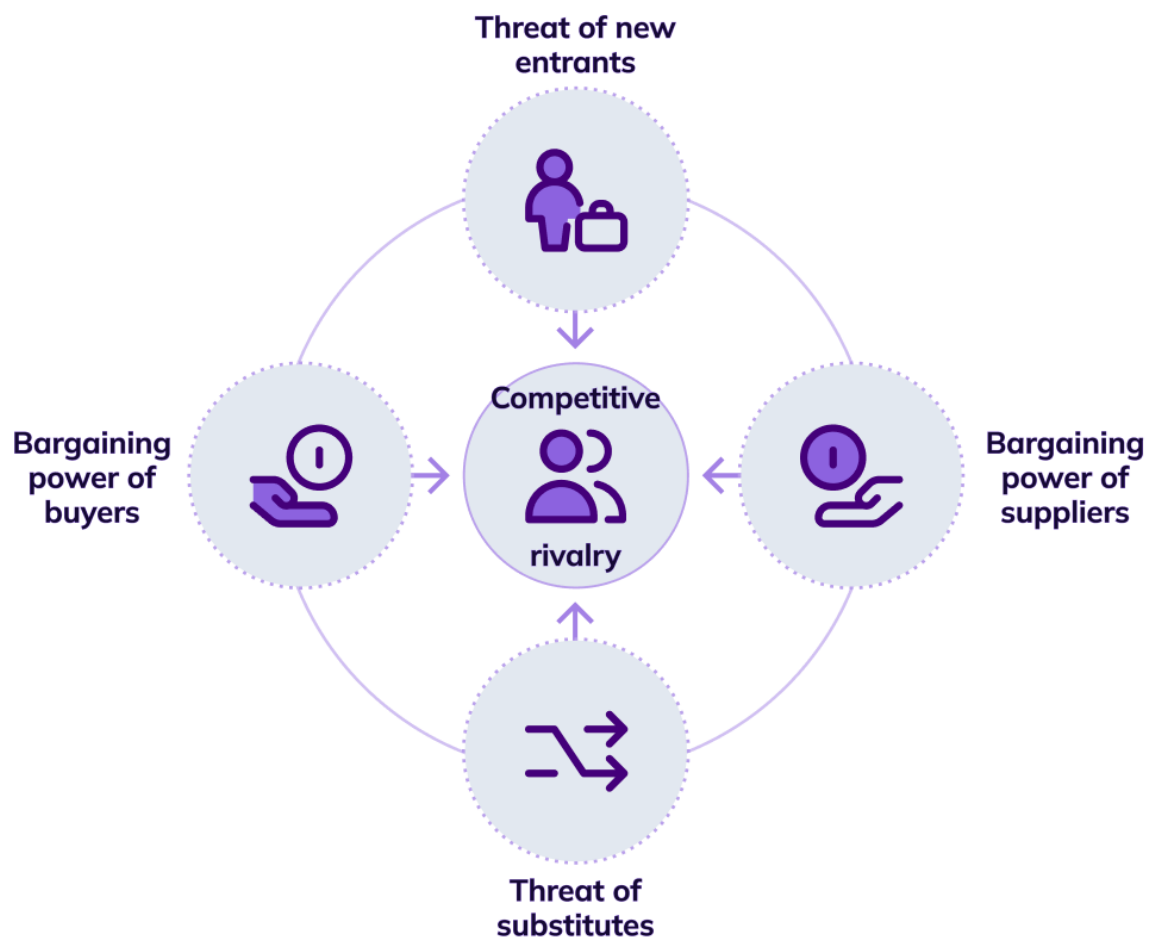 Threat of new
entrants
Competitive
rivalry
Bargaining
power of
buyers
Bargaining
power of
suppliers
Threat of
substitutes